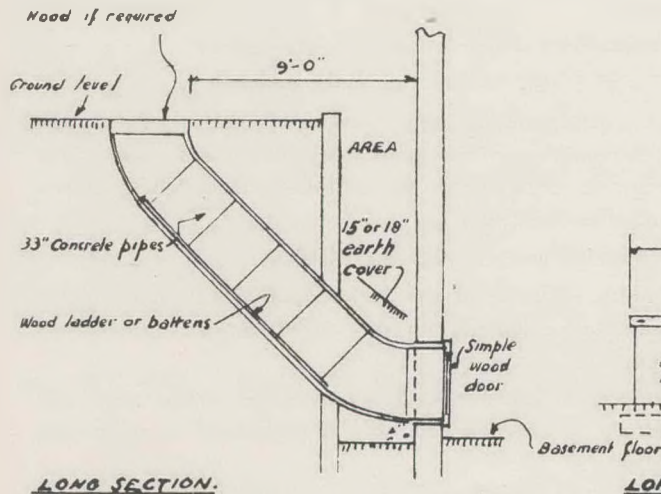 Hood if required
9'-0"
Ground level
AREA
33" Concrete pipes
15" or 18"
earth
cover
Wood ladder or battens
Simple
wood
door
Basement floor
LONG SECTION.